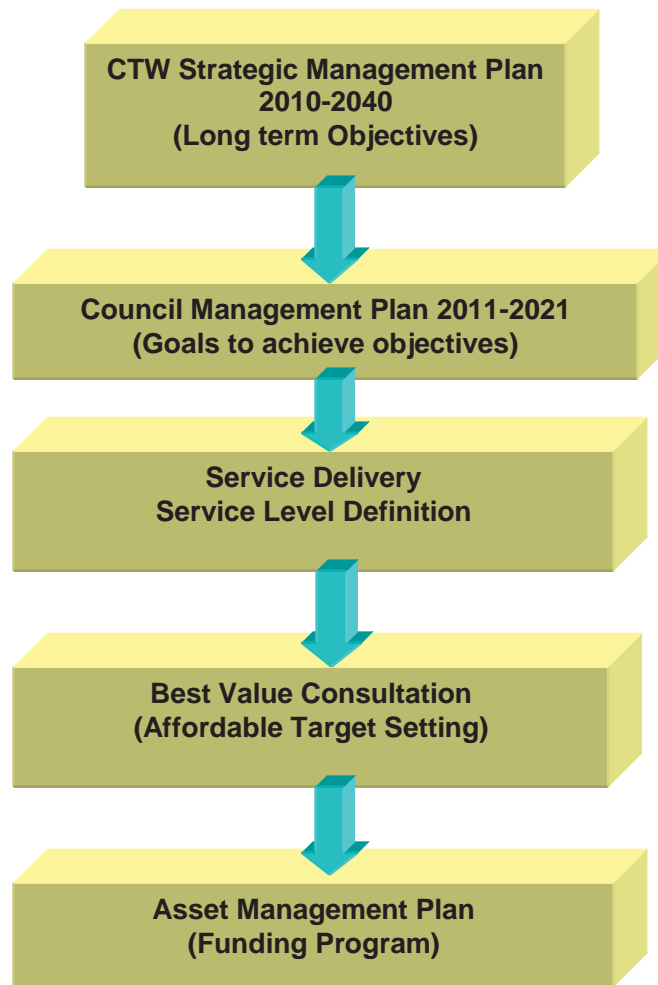 CTW Strategic Management Plan
2010-2040
(Long term Objectives)
Council Management Plan 2011-2021
(Goals to achieve objectives)
Service Delivery
Service Level Definition
Best Value Consultation
(Affordable Target Setting)
Asset Management Plan
(Funding Program)